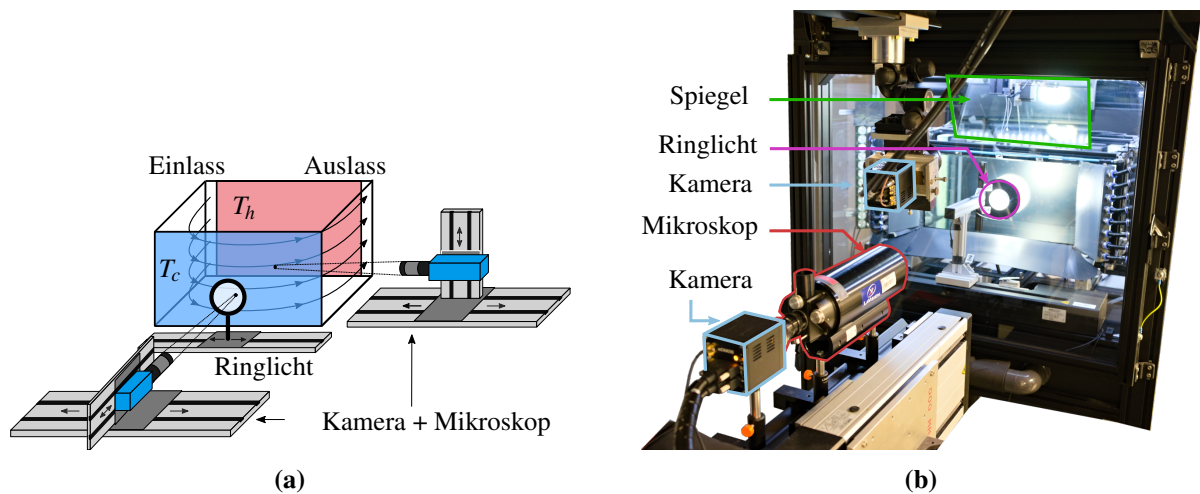 Einlass
Auslass
T_h
T_c
Ringlicht
Kamera + Mikroskop
(a)
Spiegel
Ringlicht
Kamera
Mikroskop
Kamera
(b)